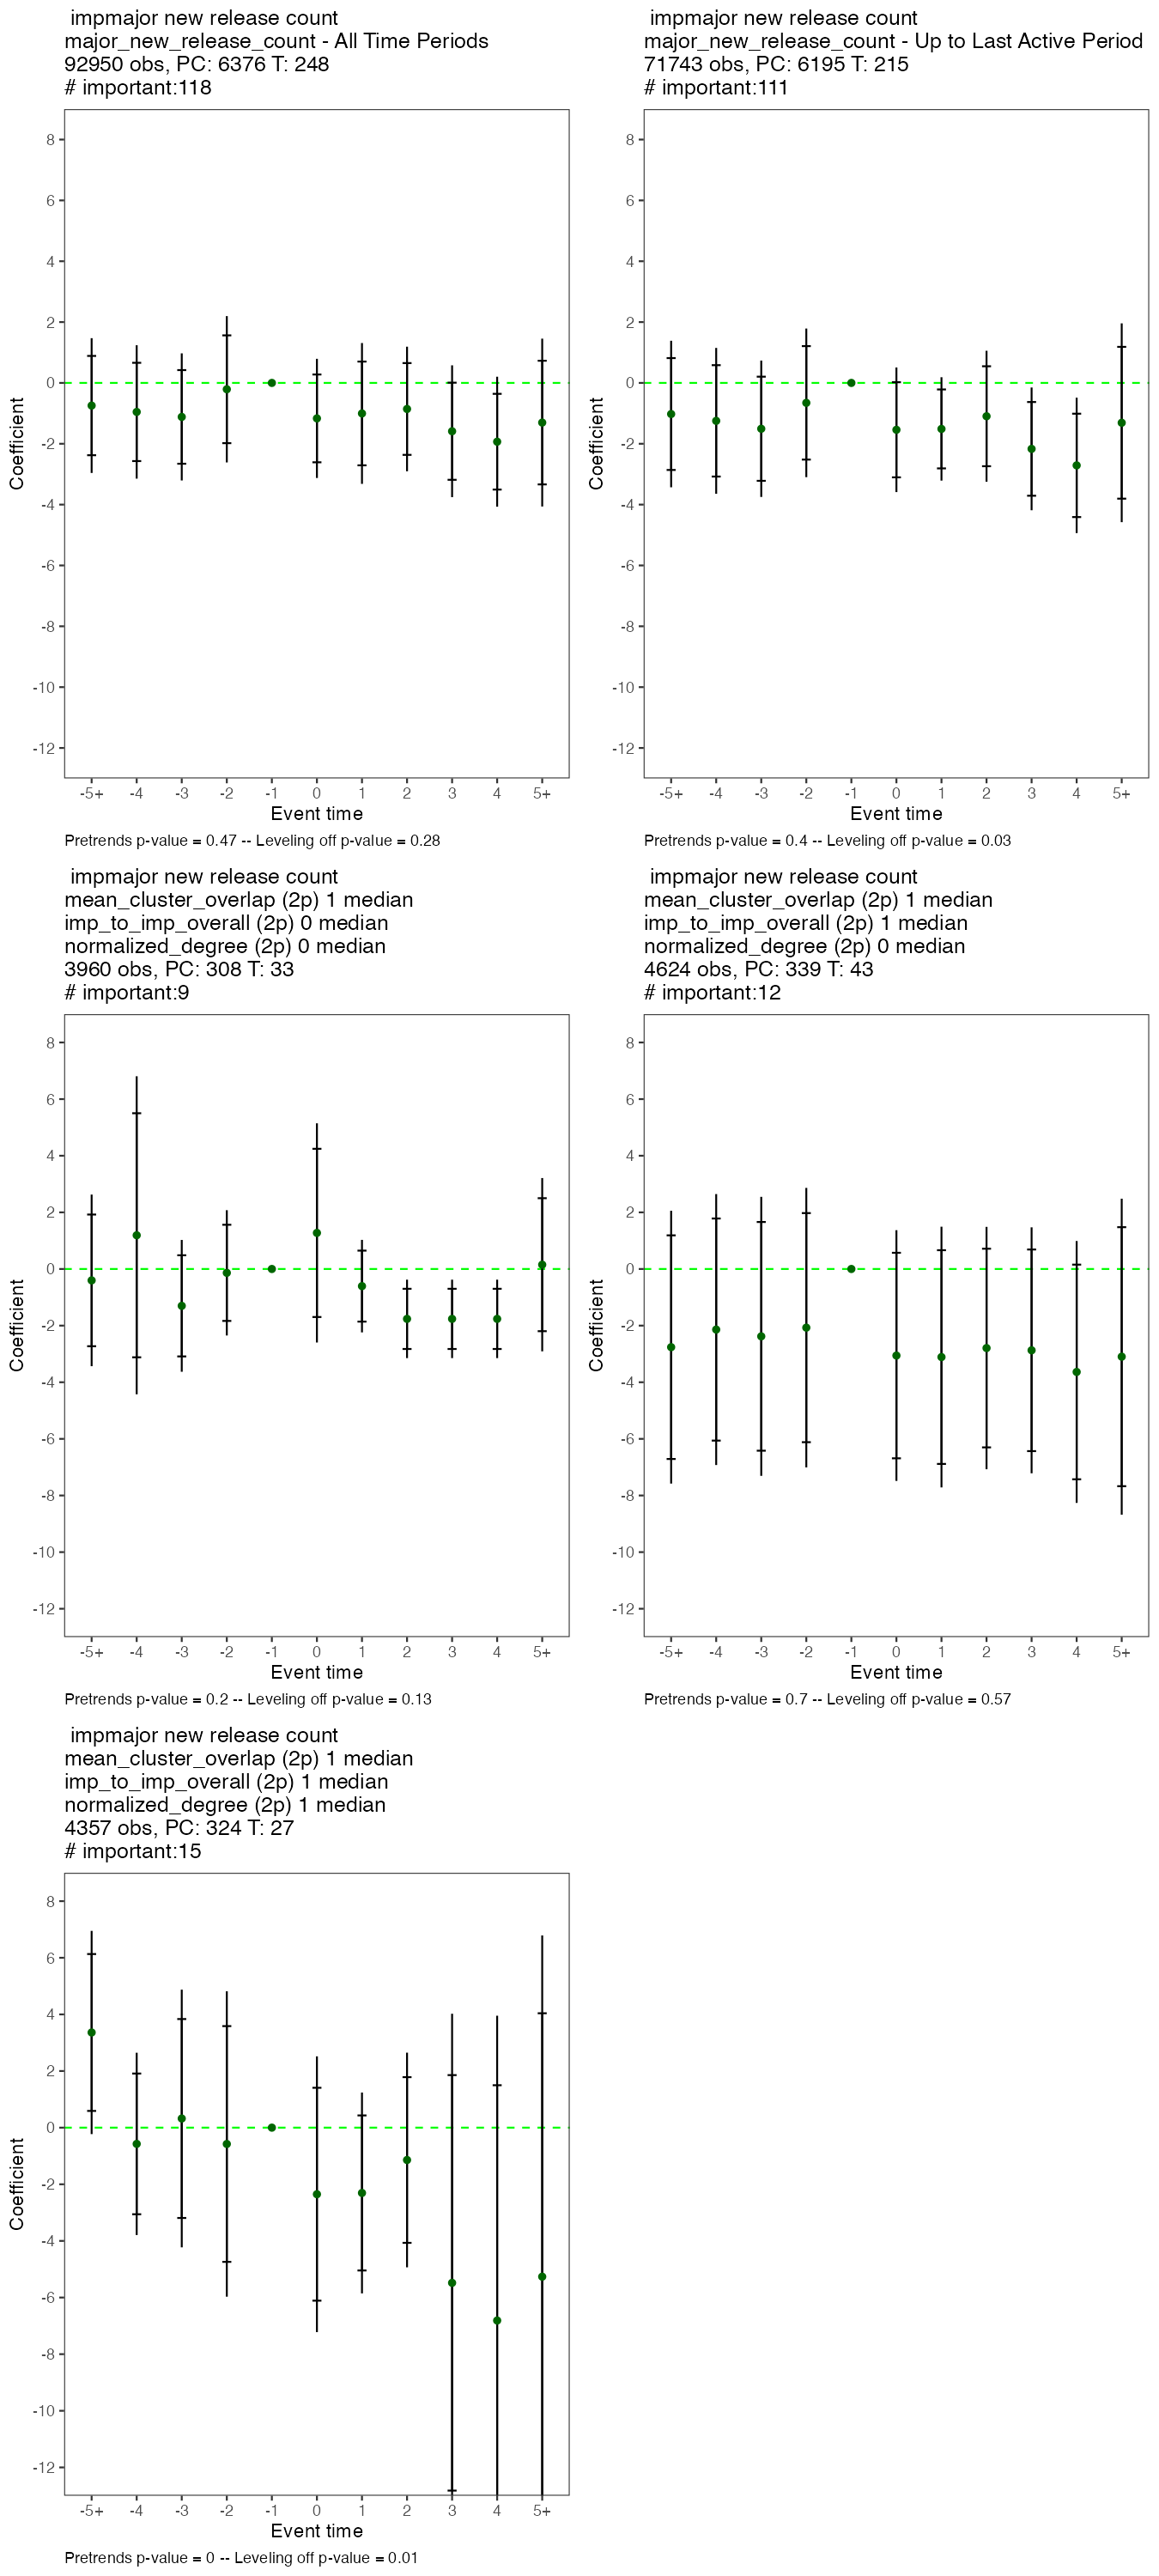 impmajor new release count
major_new_release_count - All Time Periods
92950 obs, PC: 6376 T: 248
# important:118
8
6
4
2
0
-2
-4
-6
-8
-10
-12
Coefficient
-5+ -4 -3 -2 -1 0 1 2 3 4 5+
Event time
Pretrends p-value = 0.47 -- Leveling off p-value = 0.28
impmajor new release count
major_new_release_count - Up to Last Active Period
71743 obs, PC: 6195 T: 215
# important:111
8
6
4
2
0
-2
-4
-6
-8
-10
-12
Coefficient
-5+ -4 -3 -2 -1 0 1 2 3 4 5+
Event time
Pretrends p-value = 0.4 -- Leveling off p-value = 0.03
impmajor new release count
mean_cluster_overlap (2p) 1 median
imp_to_imp_overall (2p) 0 median
normalized_degree (2p) 0 median
3960 obs, PC: 308 T: 33
# important:9
8
6
4
2
0
-2
-4
-6
-8
-10
-12
Coefficient
-5+ -4 -3 -2 -1 0 1 2 3 4 5+
Event time
Pretrends p-value = 0.2 -- Leveling off p-value = 0.13
impmajor new release count
mean_cluster_overlap (2p) 1 median
imp_to_imp_overall (2p) 1 median
normalized_degree (2p) 0 median
4624 obs, PC: 339 T: 43
# important:12
8
6
4
2
0
-2
-4
-6
-8
-10
-12
Coefficient
-5+ -4 -3 -2 -1 0 1 2 3 4 5+
Event time
Pretrends p-value = 0.7 -- Leveling off p-value = 0.57
impmajor new release count
mean_cluster_overlap (2p) 1 median
imp_to_imp_overall (2p) 1 median
normalized_degree (2p) 1 median
4357 obs, PC: 324 T: 27
# important:15
8
6
4
2
0
-2
-4
-6
-8
-10
-12
Coefficient
-5+ -4 -3 -2 -1 0 1 2 3 4 5+
Event time
Pretrends p-value = 0 -- Leveling off p-value = 0.01